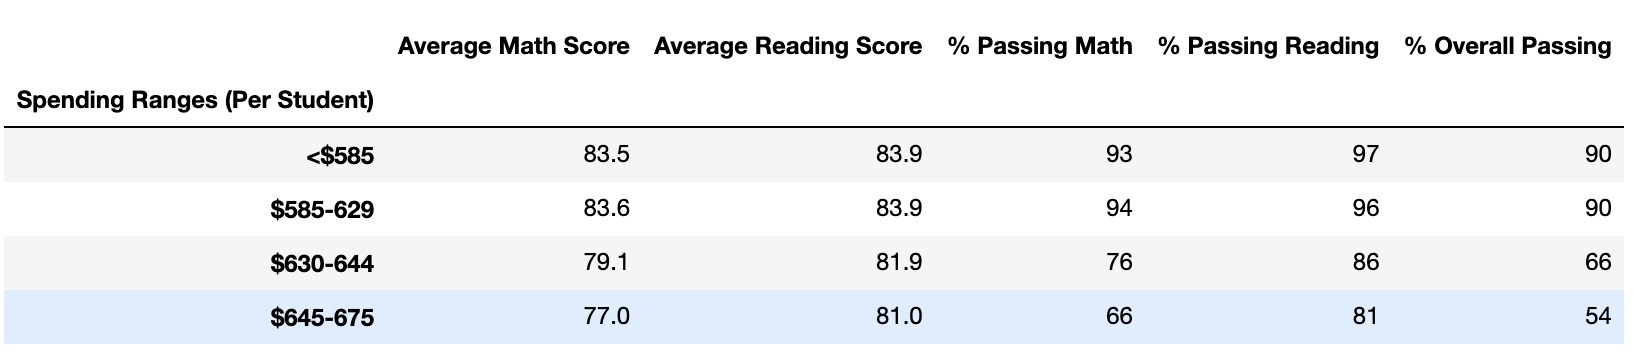 Average Math Score Average Reading Score % Passing Math % Passing Reading % Overall Passing
Spending Ranges (Per Student)
<$585 83.5 83.9 93 97 90
$585-629 83.6 83.9 94 96 90
$630-644 79.1 81.9 76 86 66
$645-675 77.0 81.0 66 81 54